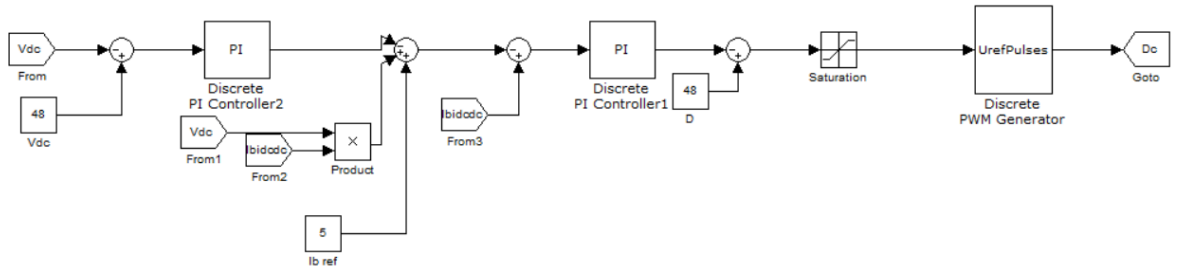 Vdc
From
48
Vdc
PI
Discrete
PI Controller2
Vdc
From1
Ibidcdc
From2
×
Product
5
Ib ref
Ibidcdc
From3
PI
Discrete
PI Controller1
48
D
Saturation
UrefPulses
Discrete
PWM Generator
Dc
Goto